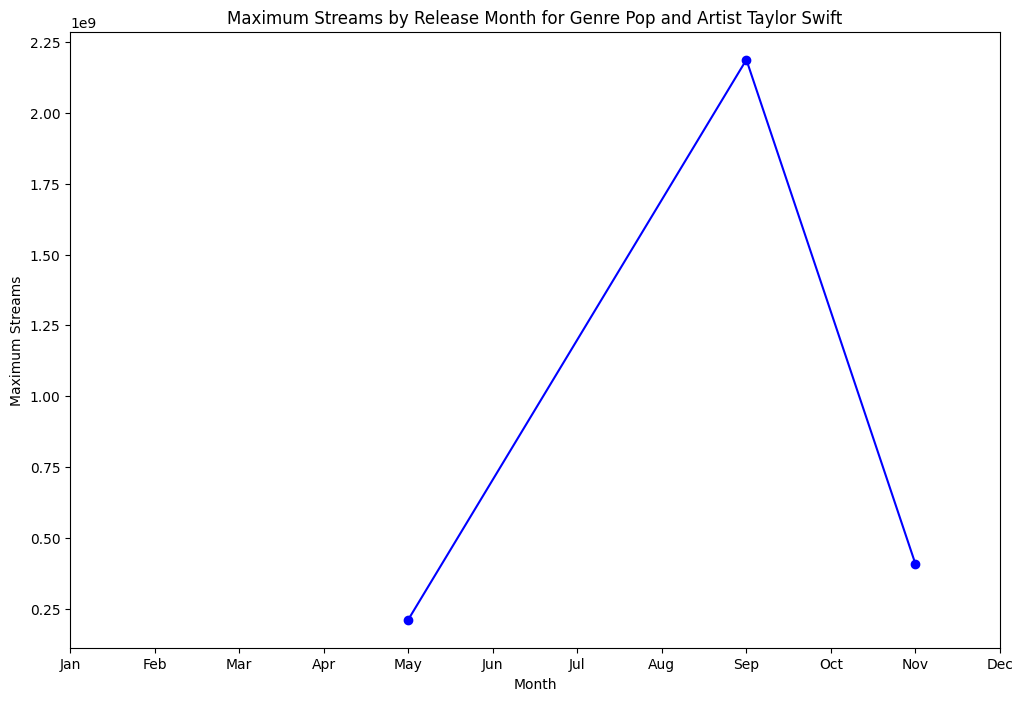 Maximum Streams by Release Month for Genre Pop and Artist Taylor Swift
1e9
2.25
2.00
1.75
1.50
1.25
1.00
0.75
0.50
0.25
Maximum Streams
Jan Feb Mar Apr May Jun Jul Aug Sep Oct Nov Dec
Month